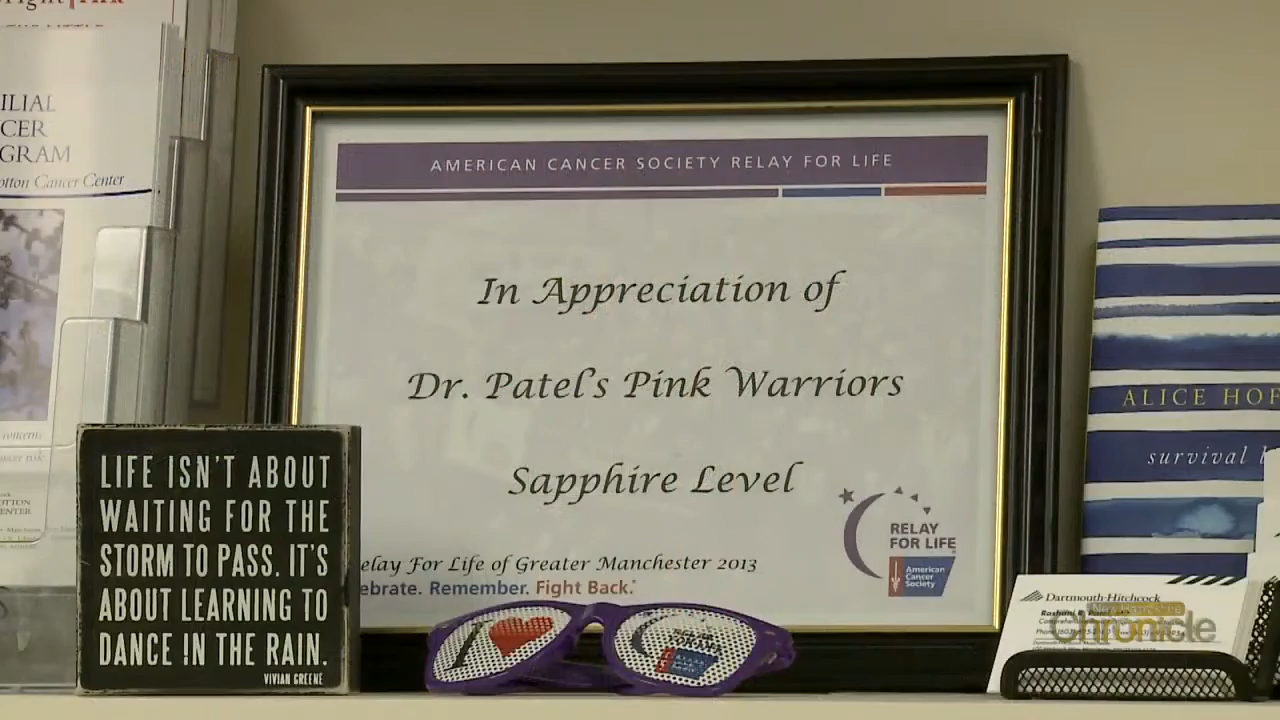 ILIAL
CER
GRAM
otton Cancer Center
AMERICAN CANCER SOCIETY RELAY FOR LIFE
In Appreciation of
Dr. Patel's Pink Warriors
Sapphire Level
RELAY
FOR LIFE
American
Cancer
Society
elay For Life of Greater Manchester 2013
ebrate. Remember. Fight Back.
LIFE ISN'T ABOUT
WAITING FOR THE
STORM TO PASS. IT'S
ABOUT LEARNING TO
DANCE IN THE RAIN.
VIVIAN GREENE
I
ALICE HOF
survival l
Dartmouth-Hitchcock
New Hampshire
Chronicle